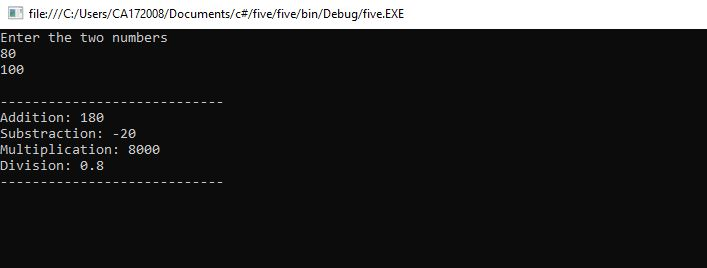 file:///C:/Users/CA172008/Documents/c#/five/five/bin/Debug/five.EXE
Enter the two numbers
80
100
----------------------------
Addition: 180
Substraction: -20
Multiplication: 8000
Division: 0.8
----------------------------